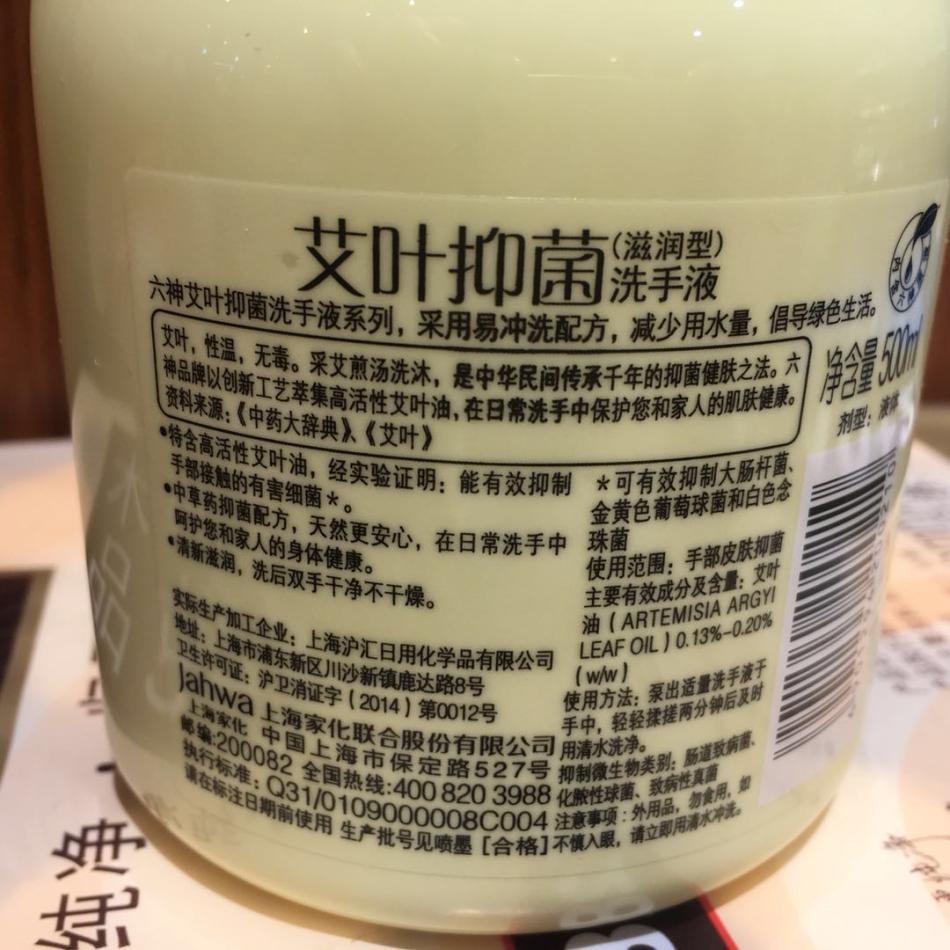 艾叶抑菌(滋润型)
洗手液
六神艾叶抑菌洗手液系列，采用易冲洗配方，减少用水量，倡导绿色生活。
艾叶，性温，无毒。采艾煎汤洗沐，是中华民间传承千年的抑菌健肤之法。六
神品牌以创新工艺萃集高活性艾叶油，在日常洗手中保护您和家人的肌肤健康。
资料来源：《中药大辞典》、《艾叶》
•特含高活性艾叶油，经实验证明：能有效抑制
手部接触的有害细菌*。
•中草药抑菌配方，天然更安心，在日常洗手中
呵护您和家人的身体健康。
•清新滋润，洗后双手干净不干燥。
实际生产加工企业：上海沪汇日用化学品有限公司
地址：上海市浦东新区川沙新镇鹿达路8号
卫生许可证：沪卫消证字（2014）第0012号
Jahwa 上海家化联合股份有限公司
上海家化 中国上海市保定路527号
邮编:200082 全国热线:400 820 3988
执行标准：Q31/0109000008C004
请在标注日期前使用 生产批号见喷墨 [合格]
*可有效抑制大肠杆菌、
金黄色葡萄球菌和白色念
珠菌
使用范围：手部皮肤抑菌
主要有效成分及含量：艾叶
油（ARTEMISIA ARGYI
LEAF OIL）0.13%-0.20%
(w/w)
使用方法：泵出适量洗手液于
手中，轻轻揉搓两分钟后及时
用清水洗净。
抑制微生物类别：肠道致病菌、
化脓性球菌、致病性真菌
注意事项：外用品，勿食用，如
不慎入眼，请立即用清水冲洗。
净含量 500ml
剂型：液体
纯净